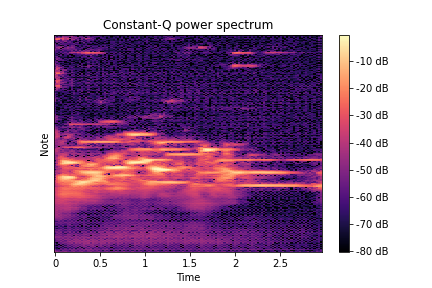 Constant-Q power spectrum
Note
-10 dB
-20 dB
-30 dB
-40 dB
-50 dB
-60 dB
-70 dB
-80 dB
0 0.5 1 1.5 2 2.5
Time